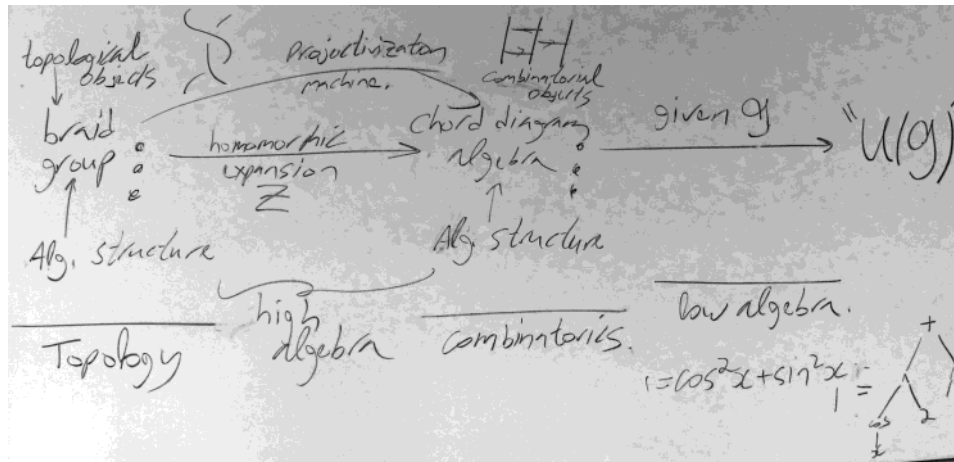 topological
objects
projectivization
machine.
combinatorial
objects
braid
group
homomorphic
expansion
Z
Chord diagram
algebra
given g
"U(g)
Alg. structure
Alg. structure
Topology
high
algebra
combinatorics.
low algebra.
1=cos²x+sin²x
1 =
+
cos
x
2